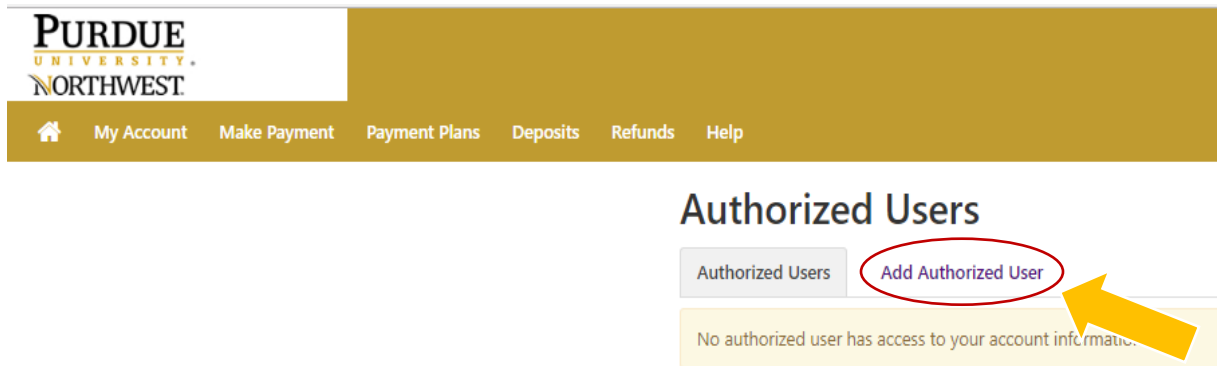 PURDUE
UNIVERSITY®
NORTHWEST
My Account Make Payment Payment Plans Deposits Refunds Help
Authorized Users
Authorized Users Add Authorized User
No authorized user has access to your account